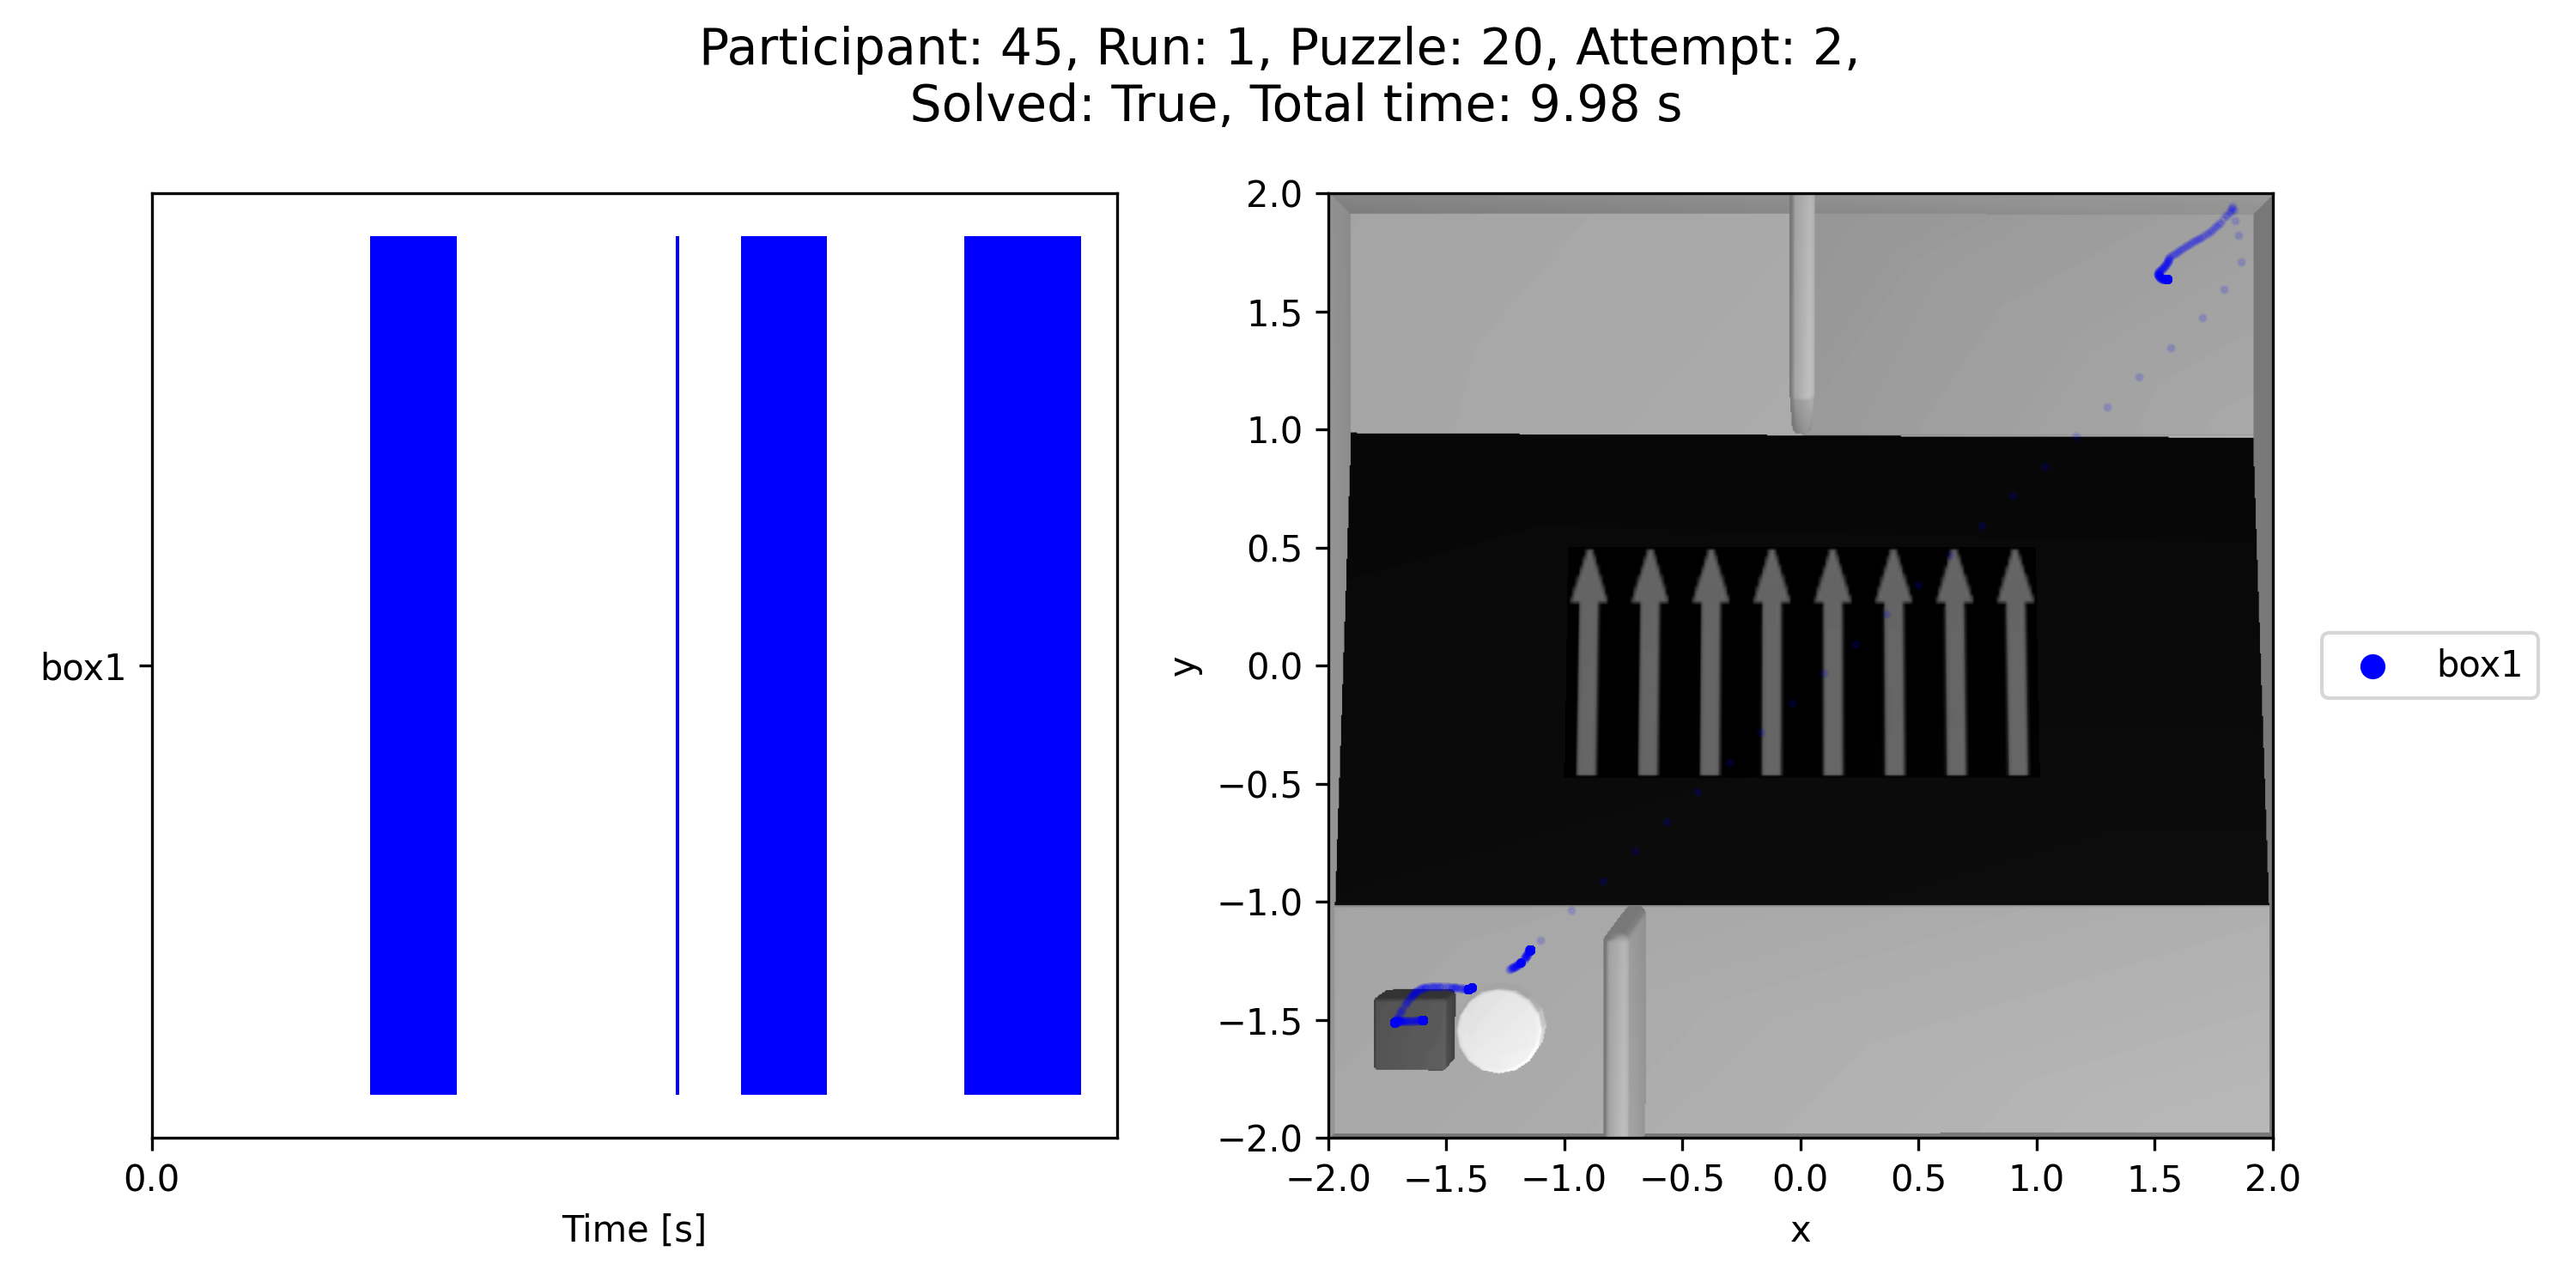 Participant: 45, Run: 1, Puzzle: 20, Attempt: 2,
Solved: True, Total time: 9.98 s
box1
0.0
Time [s]
2.0
1.5
1.0
0.5
0.0
−0.5
−1.0
−1.5
−2.0
y
−2.0 −1.5 −1.0 −0.5 0.0 0.5 1.0 1.5 2.0
x
box1